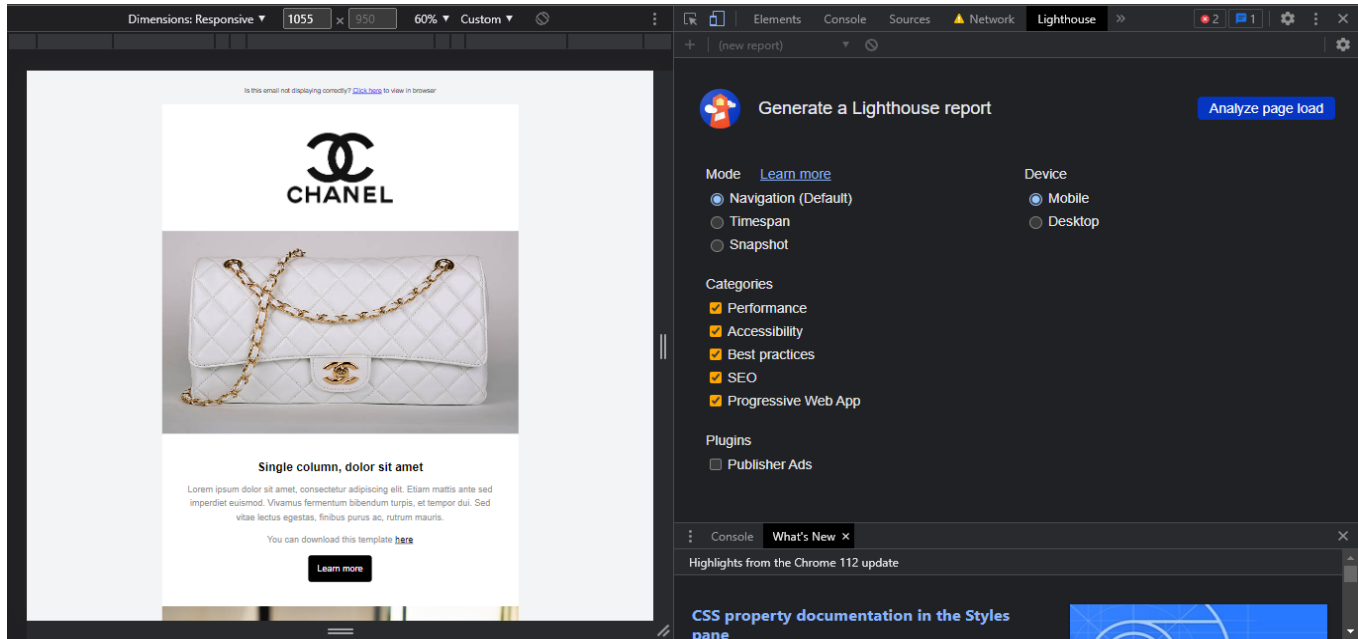 Dimensions: Responsive ▼ 1055 × 950 60% ▼ Custom ▼
Is this email not displaying correctly? Click here to view in browser
CHANEL
Single column, dolor sit amet
Lorem ipsum dolor sit amet, consectetur adipiscing elit. Etiam mattis ante sed
imperdiet euismod. Vivamus fermentum bibendum turpis, et tempor dui. Sed
vitae lectus egestas, finibus purus ac, rutrum mauris.
You can download this template here
Learn more
Elements Console Sources Network Lighthouse » 2 1
+ (new report) ▼
Generate a Lighthouse report Analyze page load
Mode Learn more
Navigation (Default)
Timespan
Snapshot
Device
Mobile
Desktop
Categories
Performance
Accessibility
Best practices
SEO
Progressive Web App
Plugins
Publisher Ads
Console What's New ×
Highlights from the Chrome 112 update
CSS property documentation in the Styles
pane